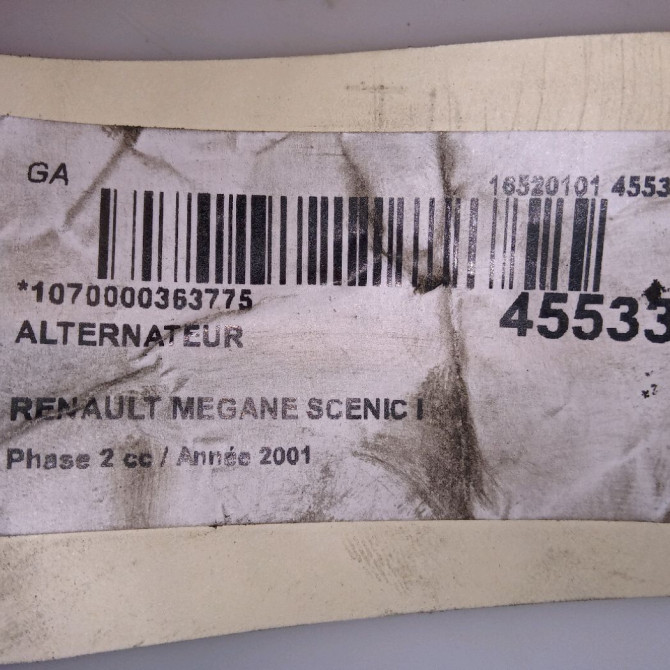 GA
16520101 4553
*1070000363775
45533
ALTERNATEUR
RENAULT MEGANE SCENIC I
Phase 2 cc / Année 2001